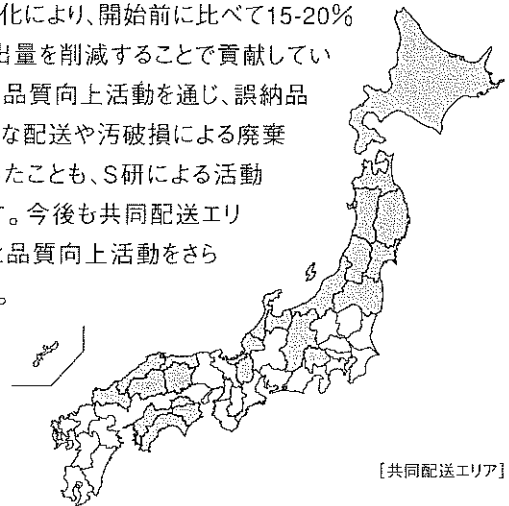 化により、開始前に比べて15-20%
出量を削減することで貢献してい
品質向上活動を通じ、誤納品
な配送や汚破損による廃棄
たことも、S研による活動
す。今後も共同配送エリ
と品質向上活動をさら
。
[共同配送エリア]